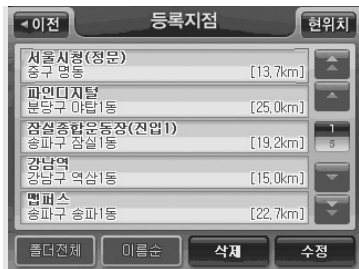 ◀이전
등록지점
현위치
서울시청(정문)
중구 명동 [13,7km]
파인디지털
분당구 야탑1동 [25,0km]
잠실종합운동장(진입1)
송파구 잠실1동 [19,2km]
1
5
강남역
강남구 역삼1동 [15,0km]
맵퍼스
송파구 송파1동 [22,7km]
폴더전체
이름순
삭제
수정